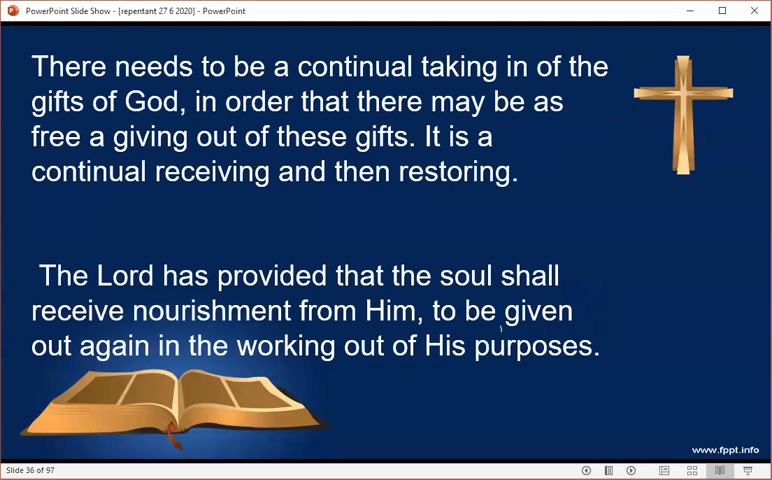 PowerPoint Slide Show - [repentant 27 6 2020] - PowerPoint
There needs to be a continual taking in of the
gifts of God, in order that there may be as
free a giving out of these gifts. It is a
continual receiving and then restoring.
The Lord has provided that the soul shall
receive nourishment from Him, to be given
out again in the working out of His purposes.
www.fppt.info
Slide 36 of 97